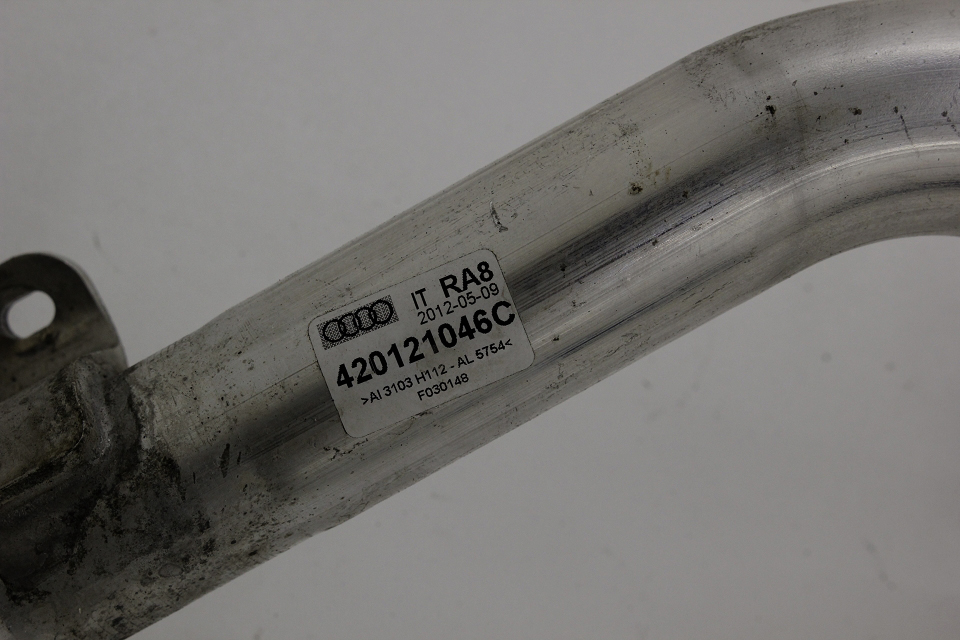 IT RA8
2012-05-09
420121046C
>Al 3103 H112 - AL 5754<
F030148